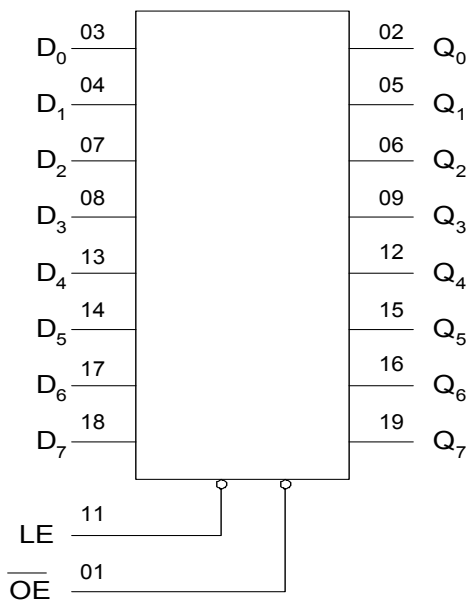 D0 03 02 Q0
D1 04 05 Q1
D2 07 06 Q2
D3 08 09 Q3
D4 13 12 Q4
D5 14 15 Q5
D6 17 16 Q6
D7 18 19 Q7
LE 11
O̅E̅ 01